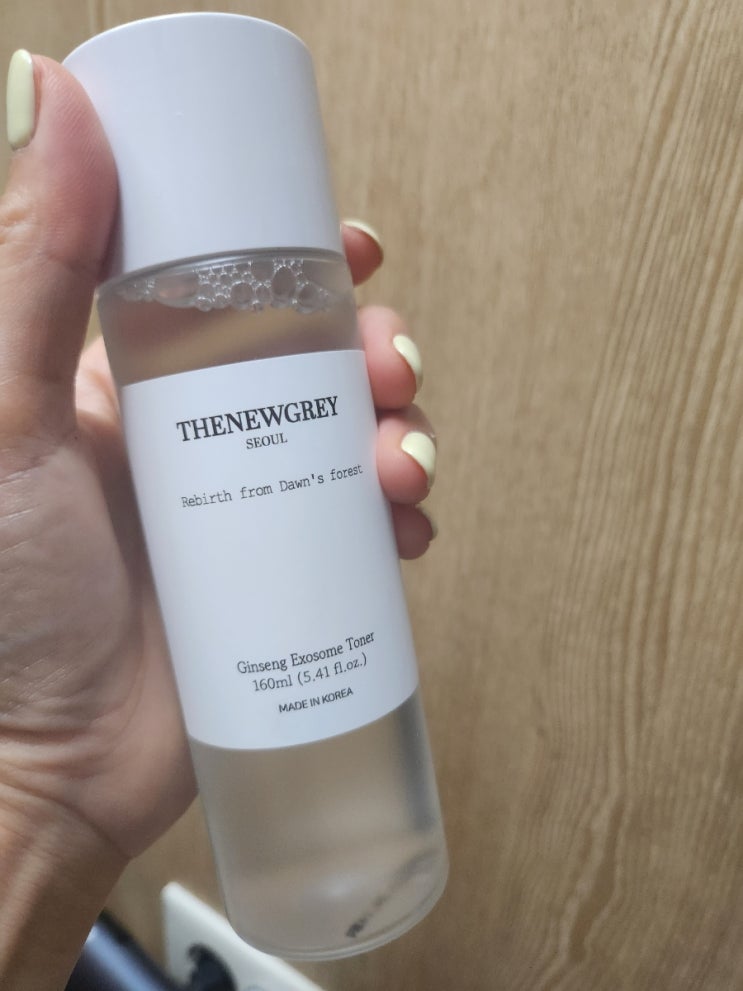 THENEWGREY
SEOUL
Rebirth from Dawn's forest
Ginseng Exosome Toner
160ml (5.41 fl.oz.)
MADE IN KOREA